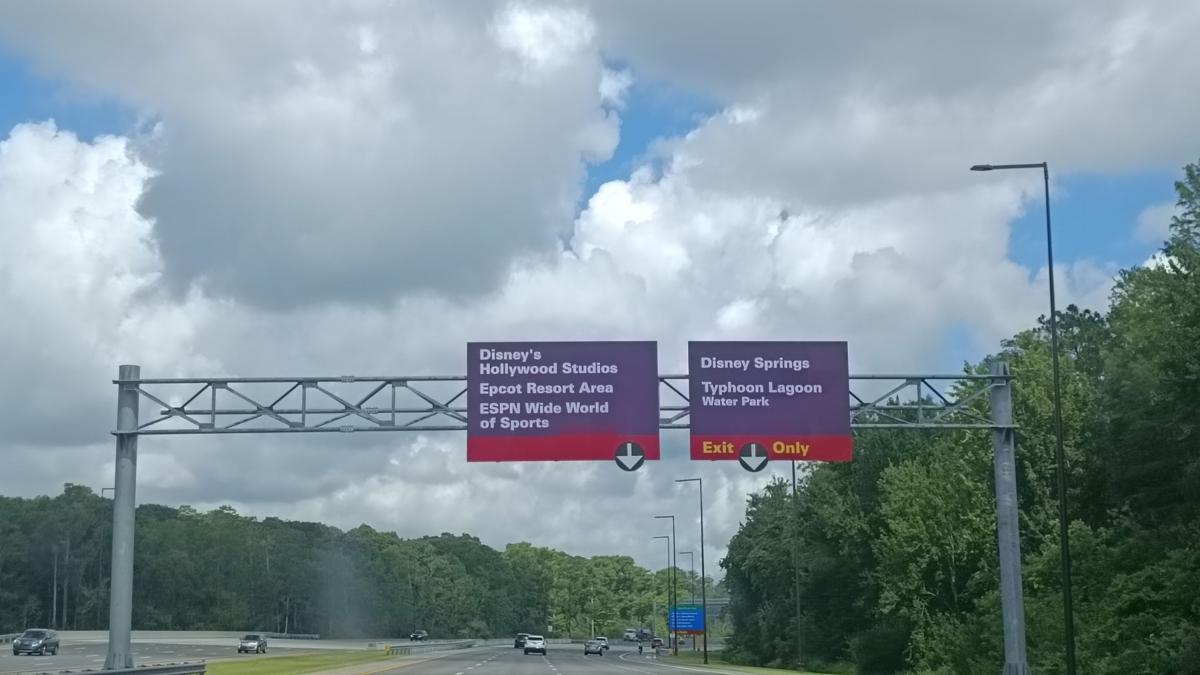 Disney's
Hollywood Studios
Epcot Resort Area
ESPN Wide World
of Sports
Disney Springs
Typhoon Lagoon
Water Park
Exit Only